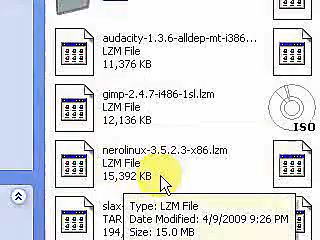 audacity-1.3.6-alldep-mt-i386...
LZM File
11,376 KB
gimp-2.4.7-i486-1sl.lzm
LZM File
12,136 KB
ISO
nerolinux-3.5.2.3-x86.lzm
LZM File
15,392 KB
slax-
TAR
194,
Type: LZM File
Date Modified: 4/9/2009 9:26 PM
Size: 15.0 MB